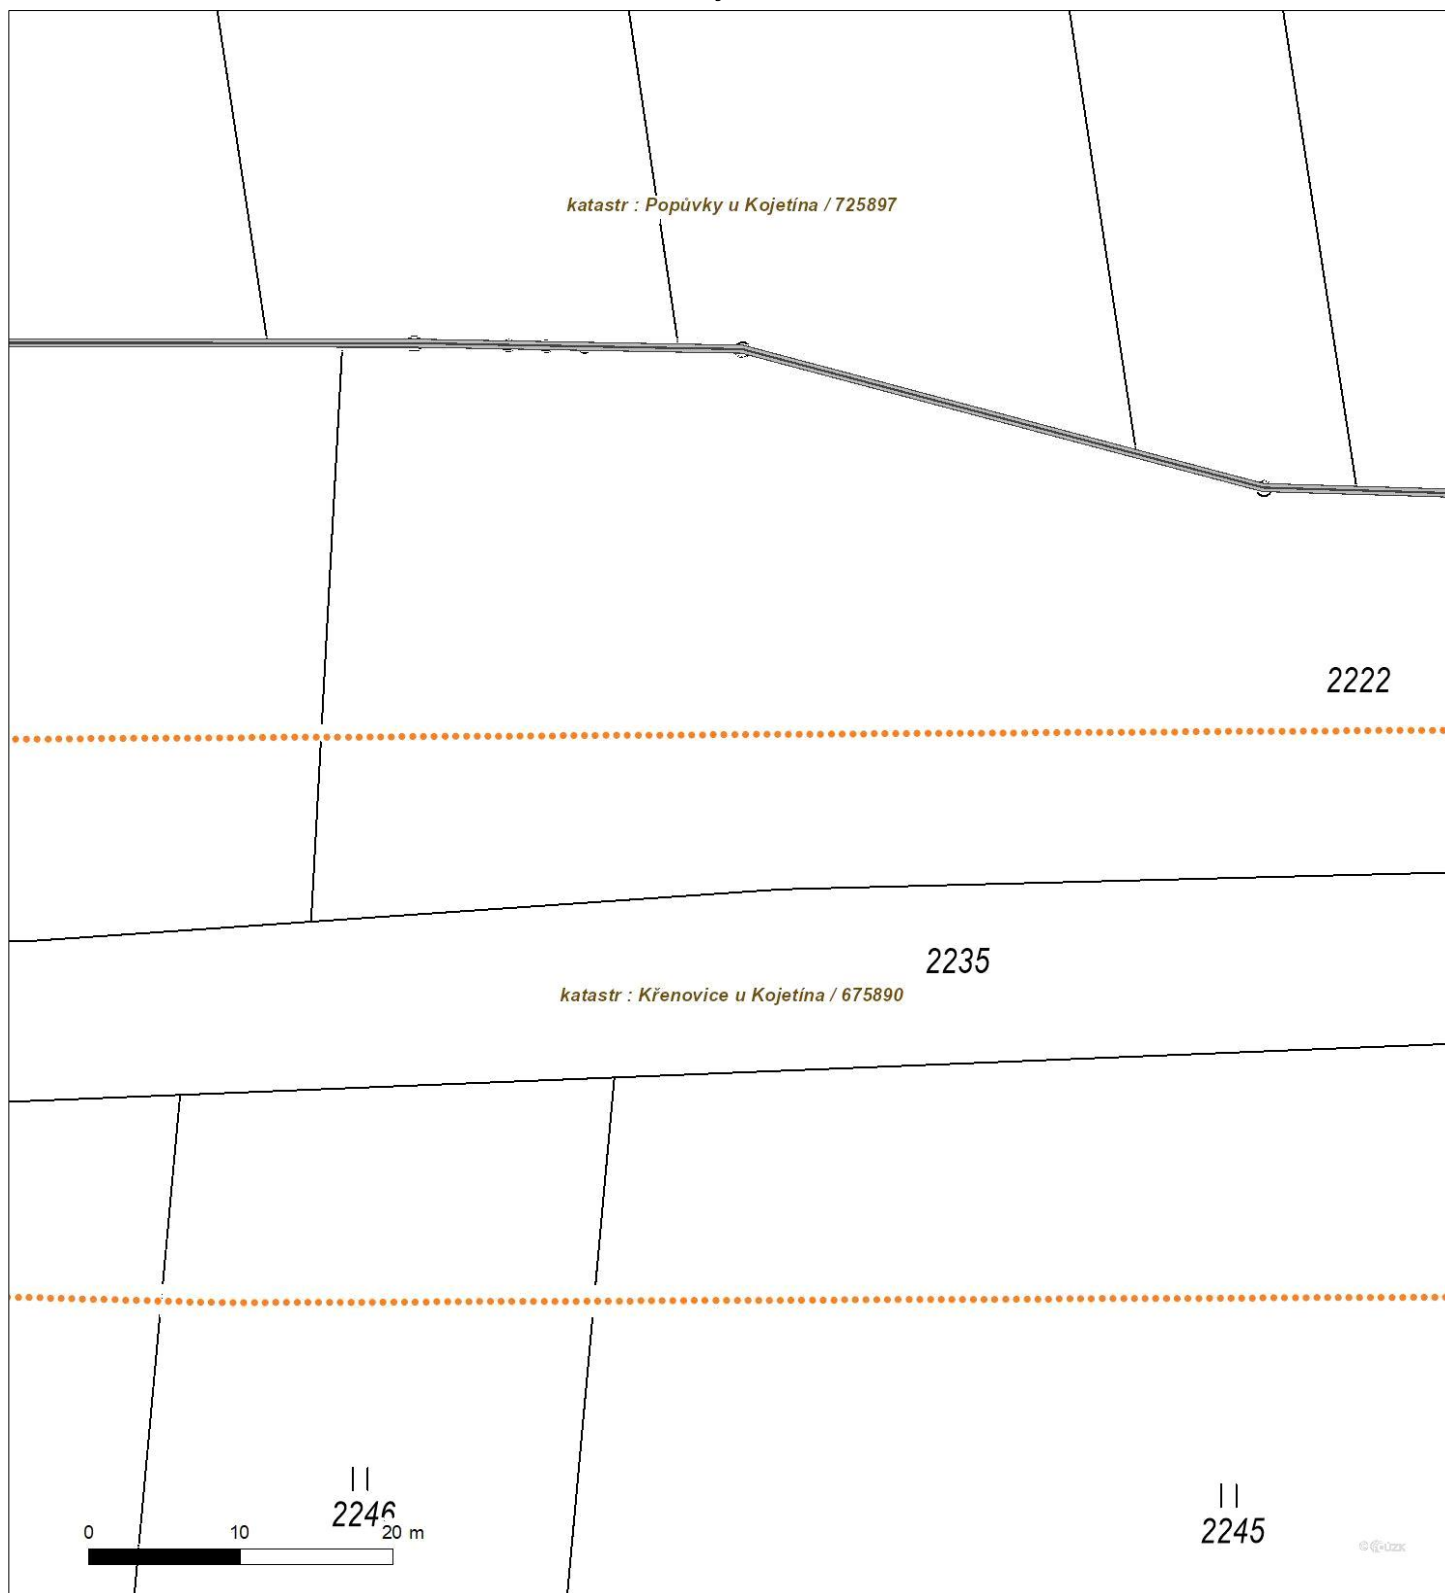 katastr : Popůvky u Kojetína / 725897
2222
2235
katastr : Křenovice u Kojetína / 675890
2246
2245
0 10 20 m